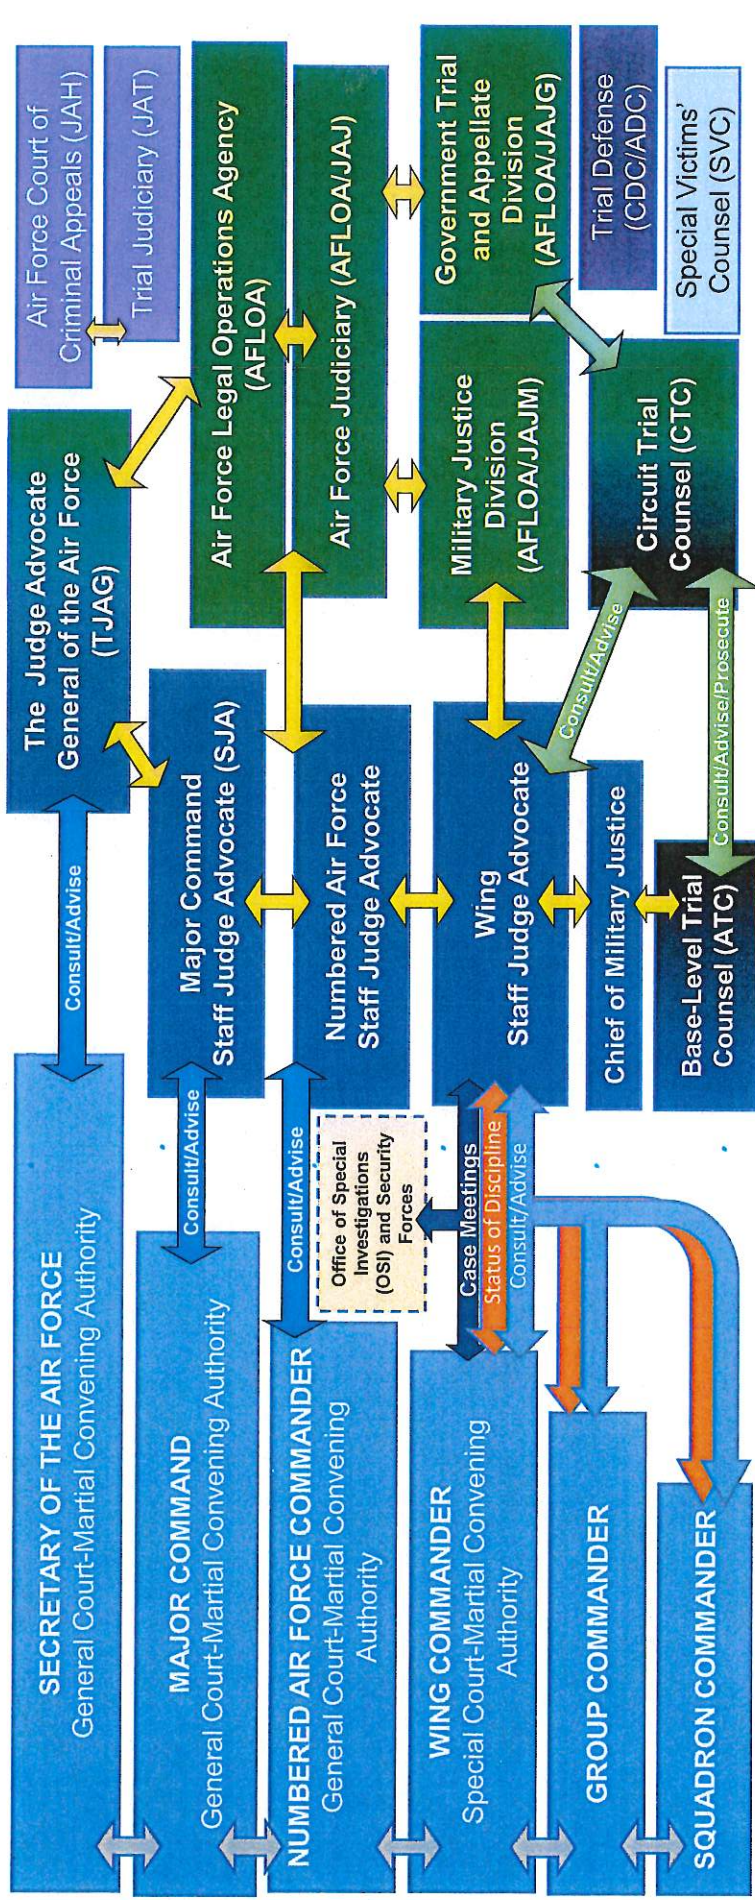 SECRETARY OF THE AIR FORCE
General Court-Martial Convening Authority
Consult/Advise
The Judge Advocate
General of the Air Force
(TJAG)
Air Force Court of
Criminal Appeals (JAH)
Trial Judiciary (JAT)
MAJOR COMMAND
General Court-Martial Convening Authority
Consult/Advise
Major Command
Staff Judge Advocate (SJA)
Air Force Legal Operations Agency
(AFLOA)
NUMBERED AIR FORCE COMMANDER
General Court-Martial Convening
Authority
Consult/Advise
Numbered Air Force
Staff Judge Advocate
Air Force Judiciary (AFLOA/JAJ)
Office of Special
Investigations
(OSI) and Security
Forces
WING COMMANDER
Special Court-Martial Convening
Authority
Case Meetings
Status of Discipline
Consult/Advise
Wing
Staff Judge Advocate
Military Justice
Division
(AFLOA/JAJM)
Government Trial
and Appellate
Division
(AFLOA/JAJG)
GROUP COMMANDER
Chief of Military Justice
Consult/Advise
Circuit Trial
Counsel (CTC)
Trial Defense
(CDC/ADC)
SQUADRON COMMANDER
Base-Level Trial
Counsel (ATC)
Consult/Advise/Prosecute
Special Victims'
Counsel (SVC)